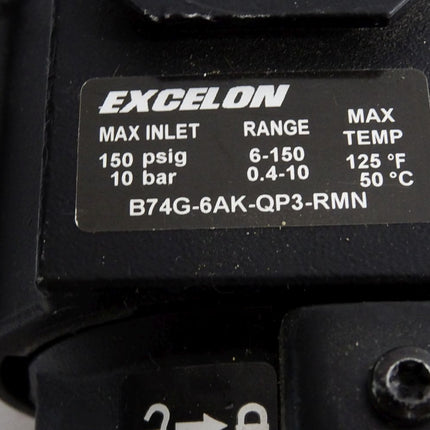 EXCELON
MAX INLET RANGE MAX TEMP
150 psig 6-150 125 °F
10 bar 0.4-10 50 °C
B74G-6AK-QP3-RMN